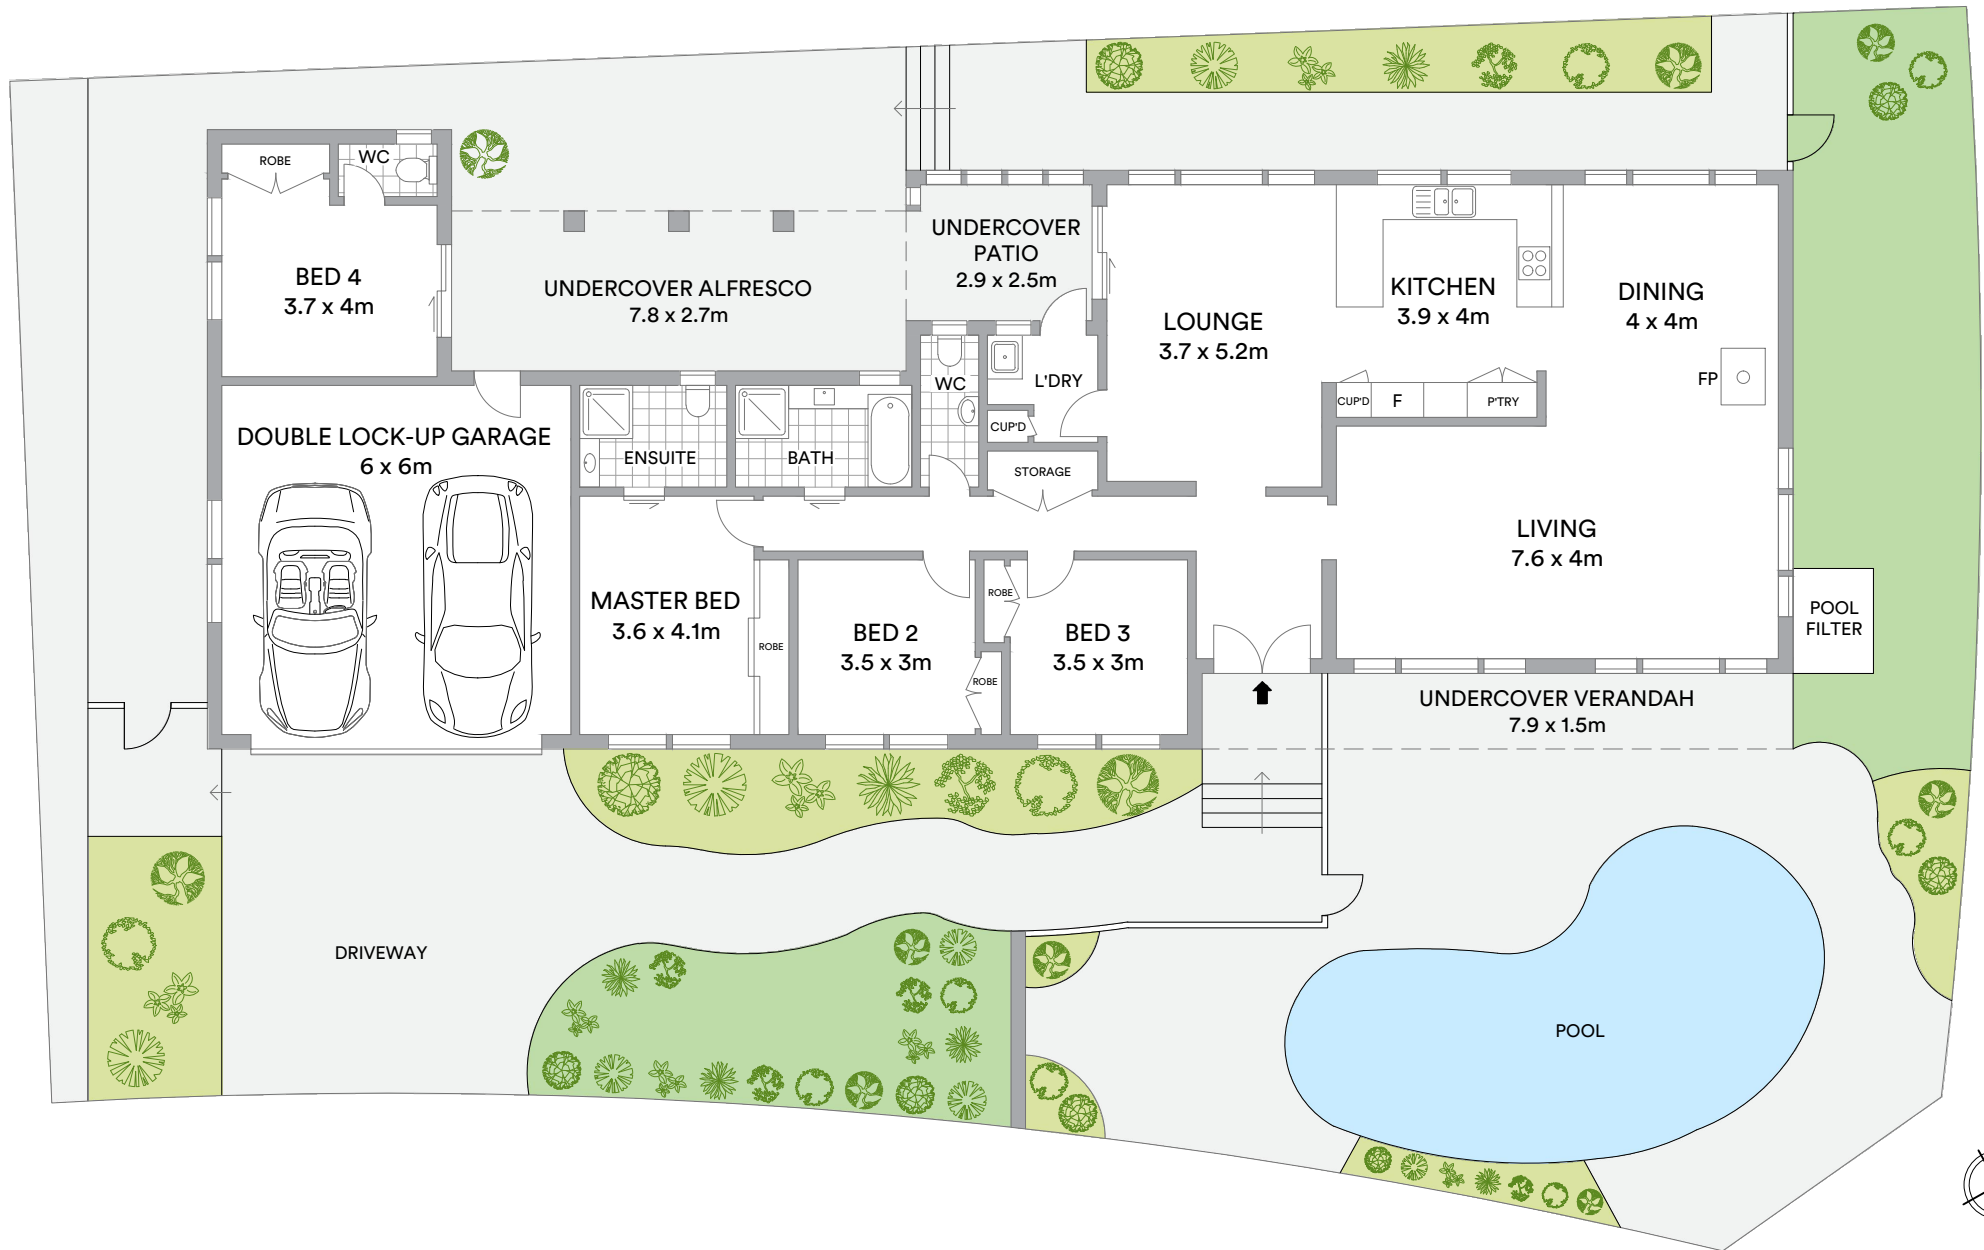 ROBE
WC
BED 4
3.7 x 4m
UNDERCOVER ALFRESCO
7.8 x 2.7m
UNDERCOVER
PATIO
2.9 x 2.5m
LOUNGE
3.7 x 5.2m
KITCHEN
3.9 x 4m
DINING
4 x 4m
FP
WC
L'DRY
CUP'D
CUP'D
F
P'TRY
DOUBLE LOCK-UP GARAGE
6 x 6m
ENSUITE
BATH
STORAGE
LIVING
7.6 x 4m
MASTER BED
3.6 x 4.1m
ROBE
BED 2
3.5 x 3m
ROBE
ROBE
BED 3
3.5 x 3m
POOL
FILTER
UNDERCOVER VERANDAH
7.9 x 1.5m
DRIVEWAY
POOL